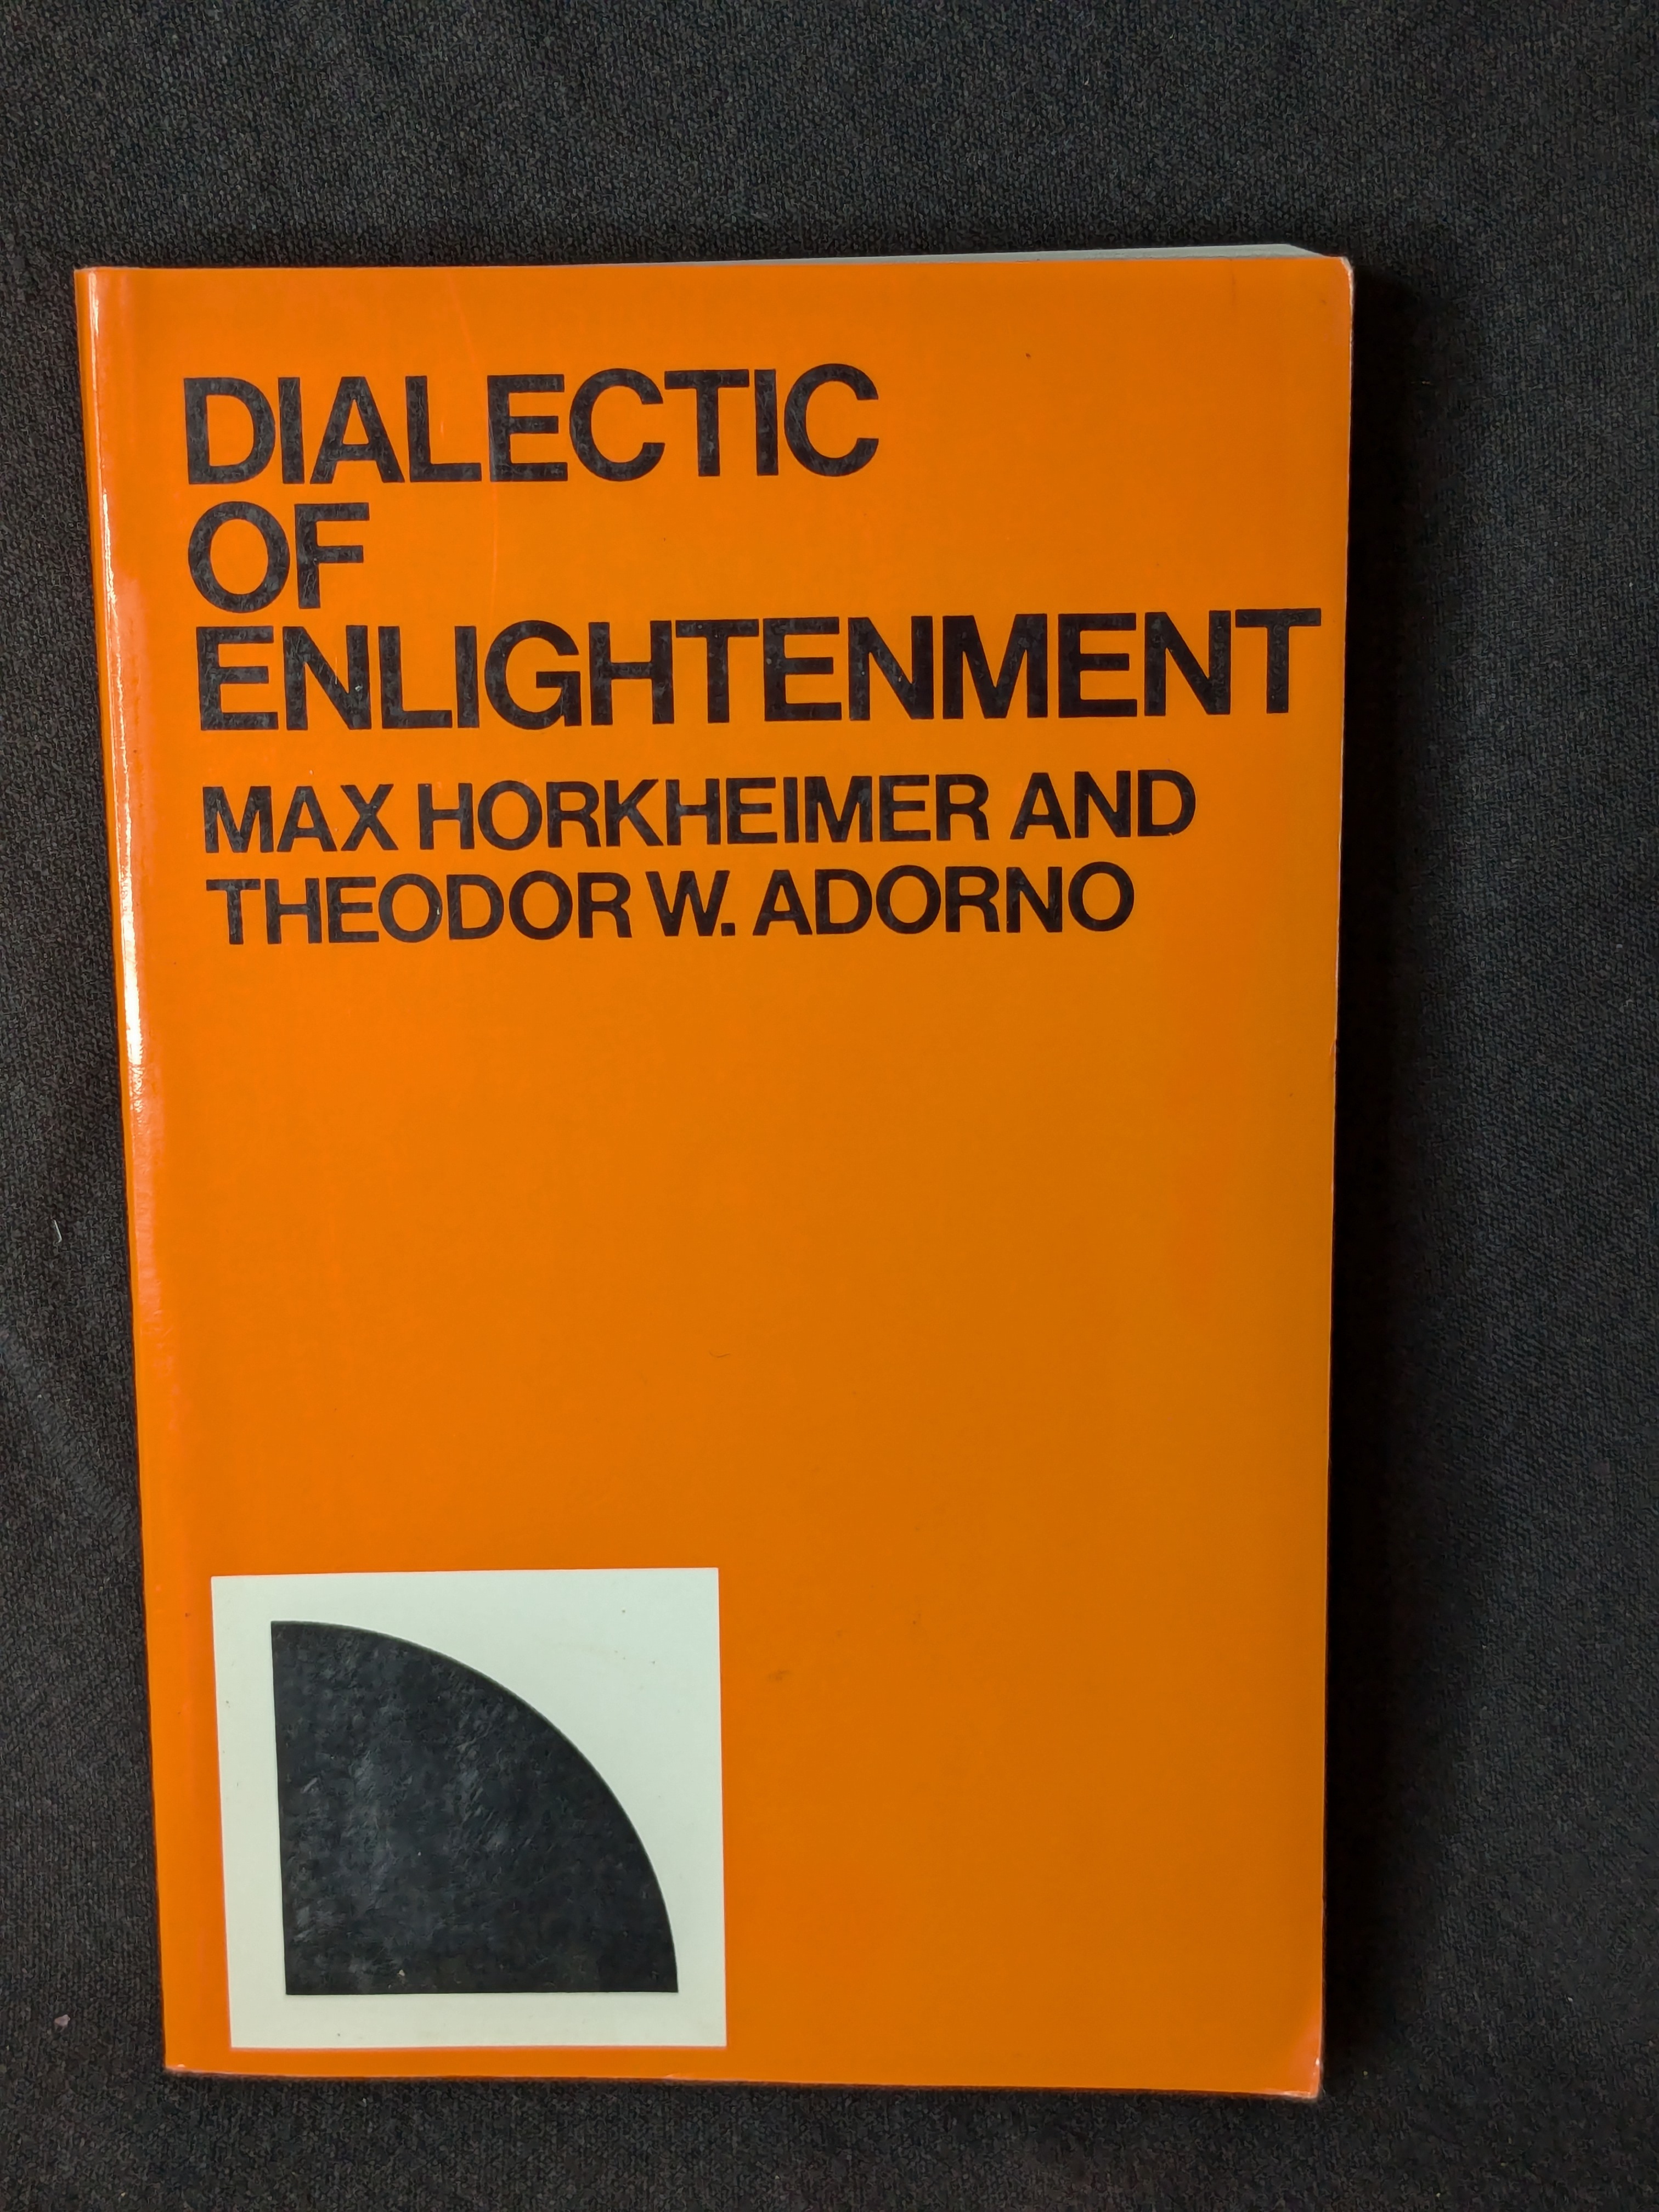 DIALECTIC
OF
ENLIGHTENMENT
MAX HORKHEIMER AND
THEODOR W. ADORNO